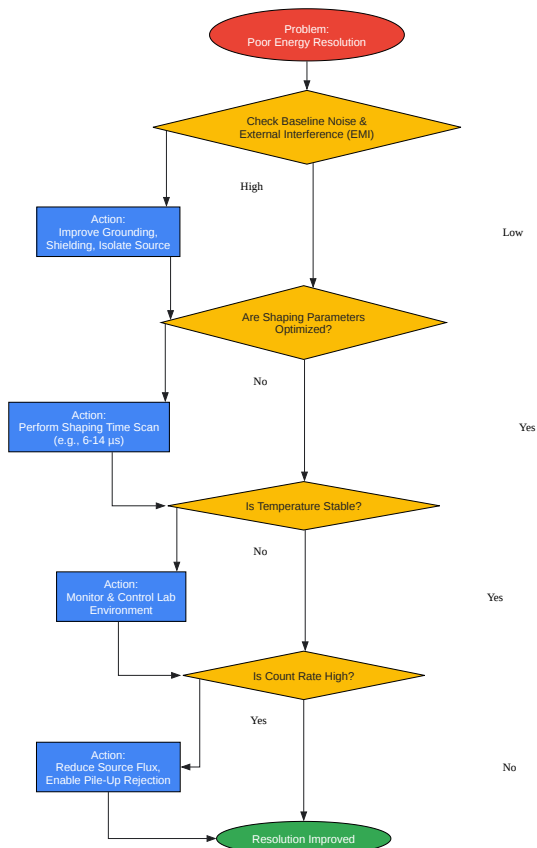 Problem:
Poor Energy Resolution
Check Baseline Noise &
External Interference (EMI)
High
Action:
Improve Grounding,
Shielding, Isolate Source
Low
Are Shaping Parameters
Optimized?
No
Action:
Perform Shaping Time Scan
(e.g., 6-14 µs)
Yes
Is Temperature Stable?
No
Action:
Monitor & Control Lab
Environment
Yes
Is Count Rate High?
Yes
Action:
Reduce Source Flux,
Enable Pile-Up Rejection
No
Resolution Improved